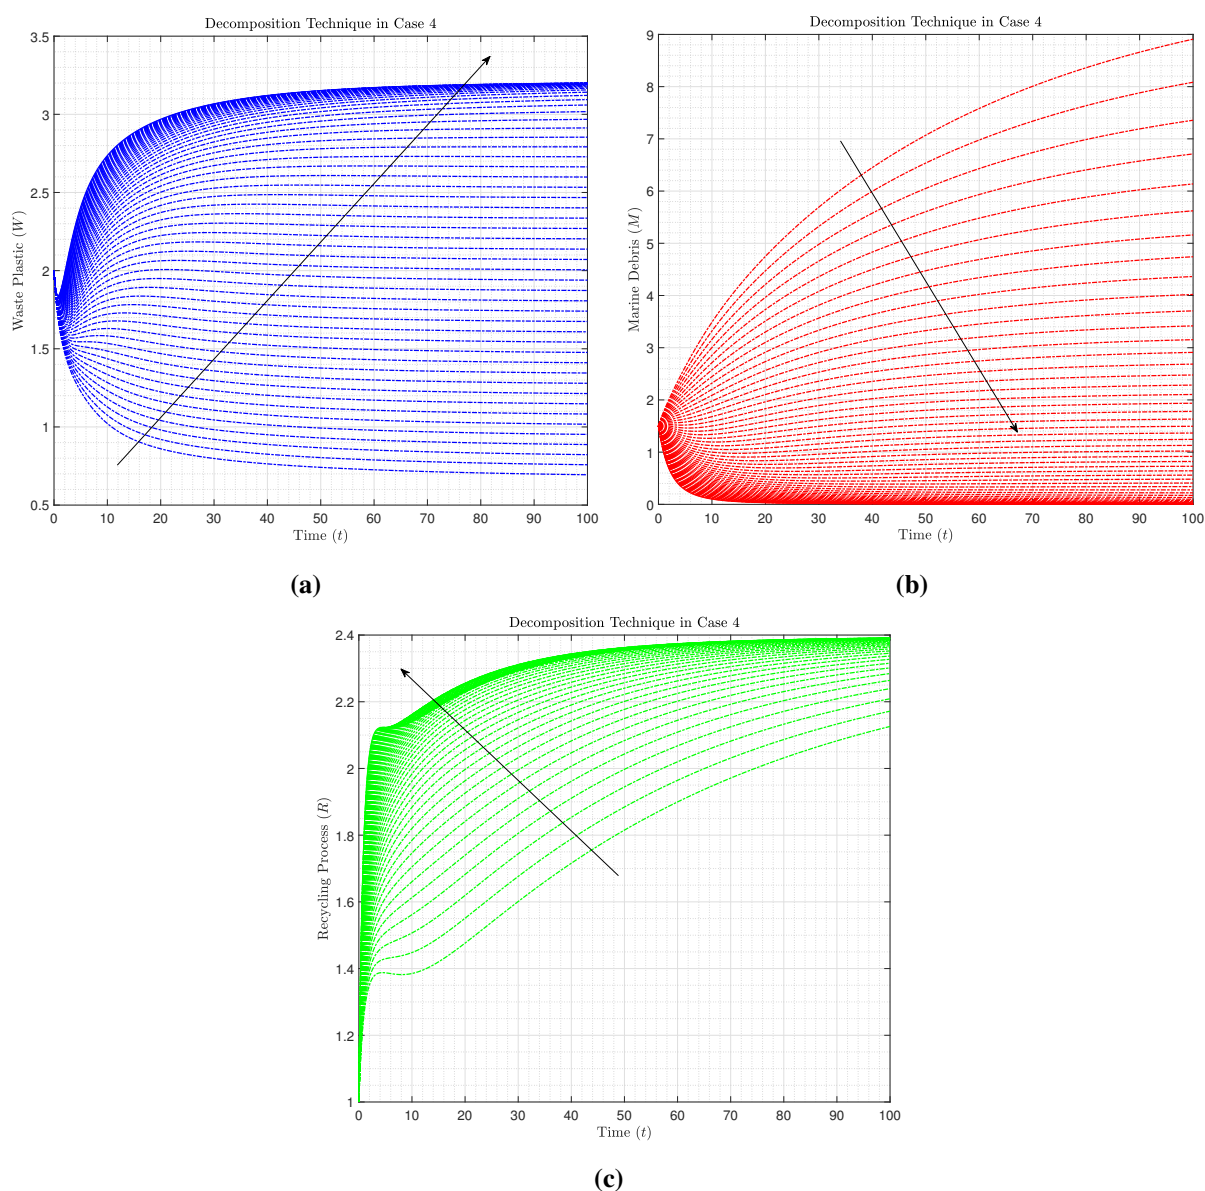 Decomposition Technique in Case 4
3.5
3
2.5
2
1.5
1
0.5
Waste Plastic (W)
0 10 20 30 40 50 60 70 80 90 100
Time (t)
(a)
Decomposition Technique in Case 4
9
8
7
6
5
4
3
2
1
0
Marine Debris (M)
0 10 20 30 40 50 60 70 80 90 100
Time (t)
(b)
Decomposition Technique in Case 4
2.4
2.2
2
1.8
1.6
1.4
1.2
1
Recycling Process (R)
0 10 20 30 40 50 60 70 80 90 100
Time (t)
(c)